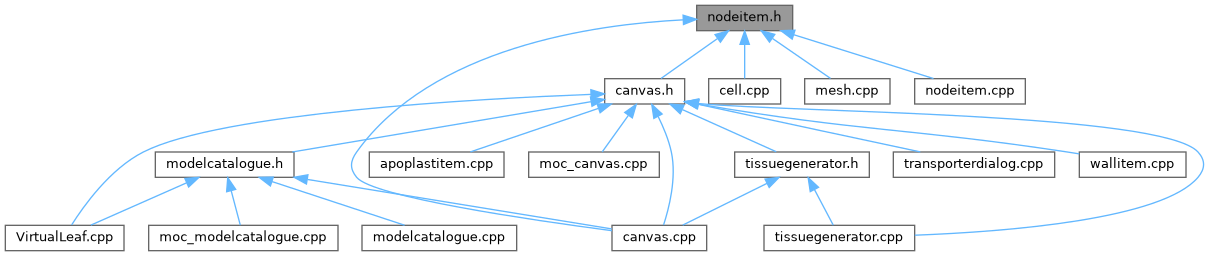 nodeitem.h
canvas.h
cell.cpp
mesh.cpp
nodeitem.cpp
modelcatalogue.h
apoplastitem.cpp
moc_canvas.cpp
tissuegenerator.h
transporterdialog.cpp
wallitem.cpp
VirtualLeaf.cpp
moc_modelcatalogue.cpp
modelcatalogue.cpp
canvas.cpp
tissuegenerator.cpp